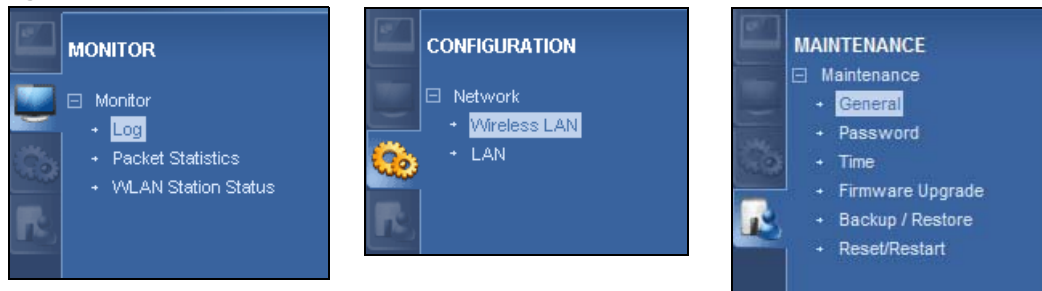 MONITOR
Monitor
Log
Packet Statistics
WLAN Station Status
CONFIGURATION
Network
Wireless LAN
LAN
MAINTENANCE
Maintenance
General
Password
Time
Firmware Upgrade
Backup / Restore
Reset/Restart